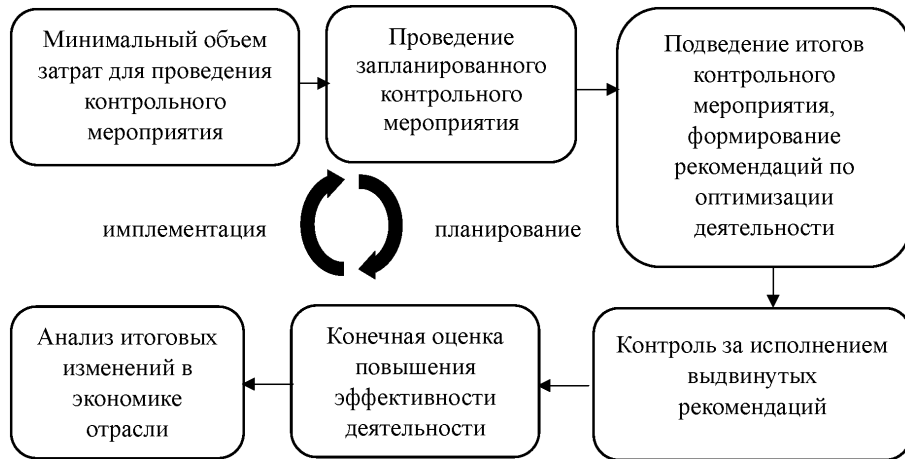 Минимальный объем
затрат для проведения
контрольного
мероприятия
Проведение
запланированного
контрольного
мероприятия
Подведение итогов
контрольного
мероприятия,
формирование
рекомендаций по
оптимизации
деятельности
имплементация
планирование
Анализ итоговых
изменений в
экономике
отрасли
Конечная оценка
повышения
эффективности
деятельности
Контроль за исполнением
выдвинутых
рекомендаций